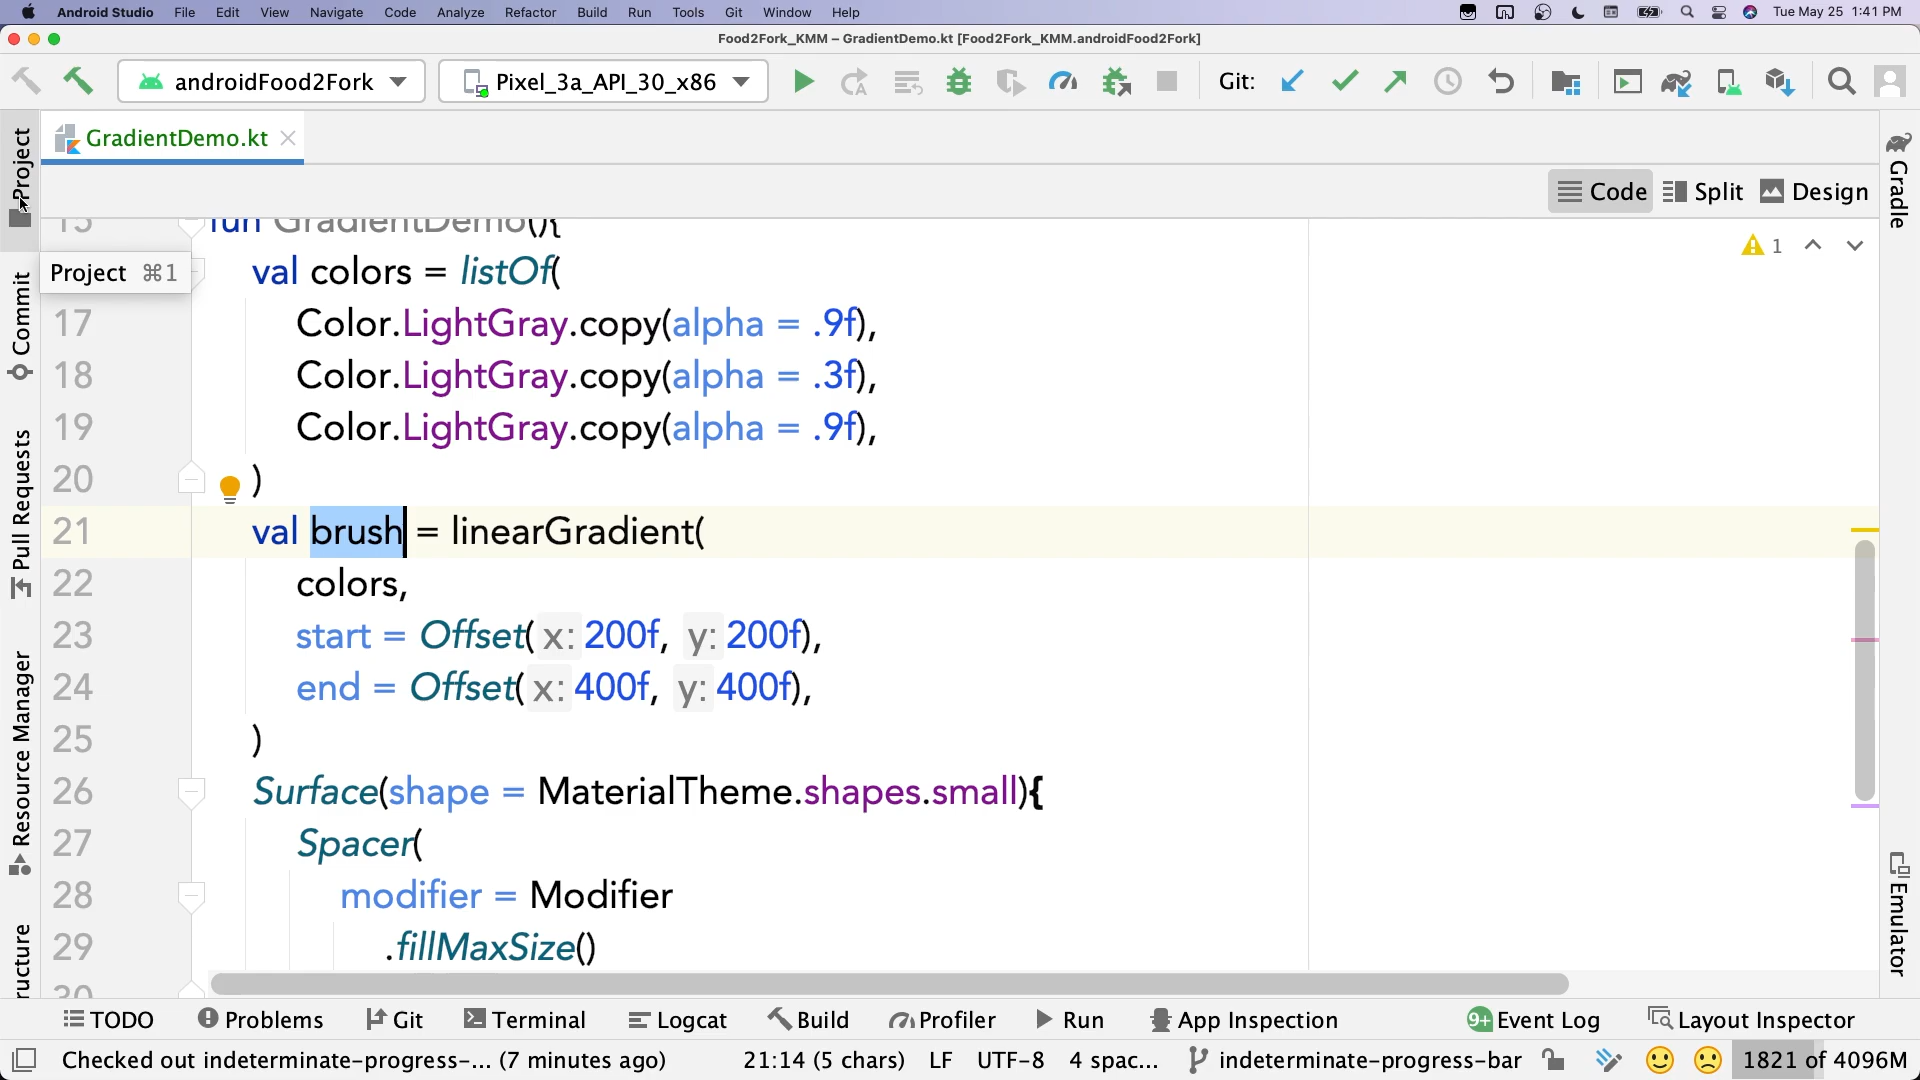 Android Studio File Edit View Navigate Code Analyze Refactor Build Run Tools Git Window Help Tue May 25 1:41 PM
Food2Fork_KMM – GradientDemo.kt [Food2Fork_KMM.androidFood2Fork]
androidFood2Fork Pixel_3a_API_30_x86 Git:
GradientDemo.kt
Code Split Design
15 fun GradientDemo(){
1
Project ⌘1
val colors = listOf(
17 Color.LightGray.copy(alpha = .9f),
18 Color.LightGray.copy(alpha = .3f),
19 Color.LightGray.copy(alpha = .9f),
20 )
21 val brush = linearGradient(
22 colors,
23 start = Offset( x: 200f, y: 200f),
24 end = Offset( x: 400f, y: 400f),
25 )
26 Surface(shape = MaterialTheme.shapes.small){
27 Spacer(
28 modifier = Modifier
29 .fillMaxSize()
30
Project
Commit
Pull Requests
Resource Manager
ructure
Gradle
Emulator
TODO Problems Git Terminal Logcat Build Profiler Run App Inspection 9+ Event Log Layout Inspector
Checked out indeterminate-progress-... (7 minutes ago) 21:14 (5 chars) LF UTF-8 4 spac... indeterminate-progress-bar 1821 of 4096M